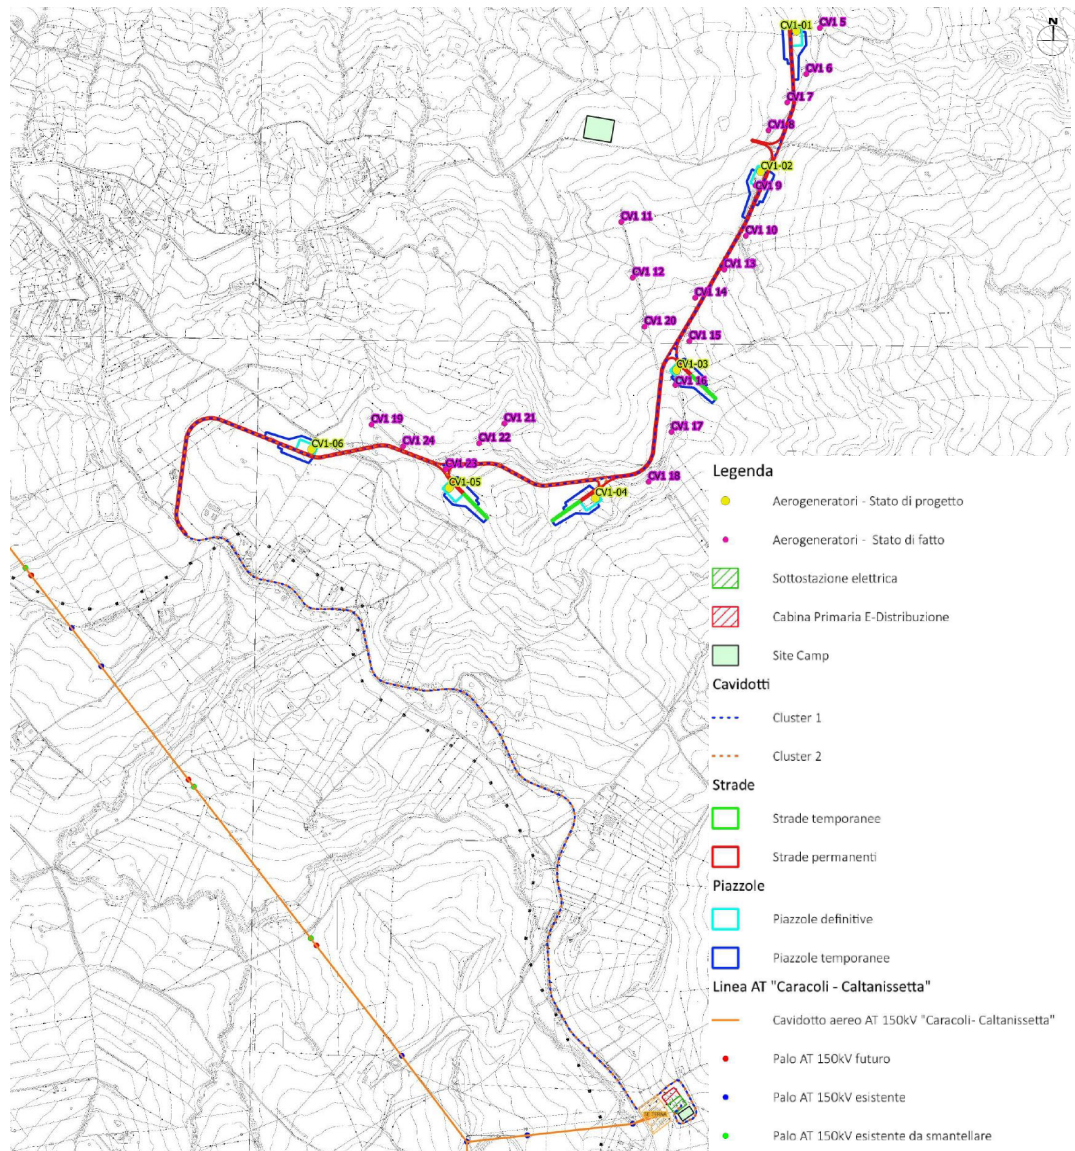 N
CV1-01
CV1 5
CV1 6
CV1 7
CV1 8
CV1-02
CV1 9
CV1 11
CV1 10
CV1 13
CV1 12
CV1 14
CV1 20
CV1 15
CV1-03
CV1 16
CV1 19
CV1 21
CV1 17
CV1-06
CV1 24
CV1 22
CV1 23
CV1-05
CV1 18
CV1-04
Legenda
Aerogeneratori - Stato di progetto
Aerogeneratori - Stato di fatto
Sottostazione elettrica
Cabina Primaria E-Distribuzione
Site Camp
Cavidotti
Cluster 1
Cluster 2
Strade
Strade temporanee
Strade permanenti
Piazzole
Piazzole definitive
Piazzole temporanee
Linea AT "Caracoli - Caltanissetta"
Cavidotto aereo AT 150kV "Caracoli- Caltanissetta"
Palo AT 150kV futuro
Palo AT 150kV esistente
SE TERNA
Palo AT 150kV esistente da smantellare